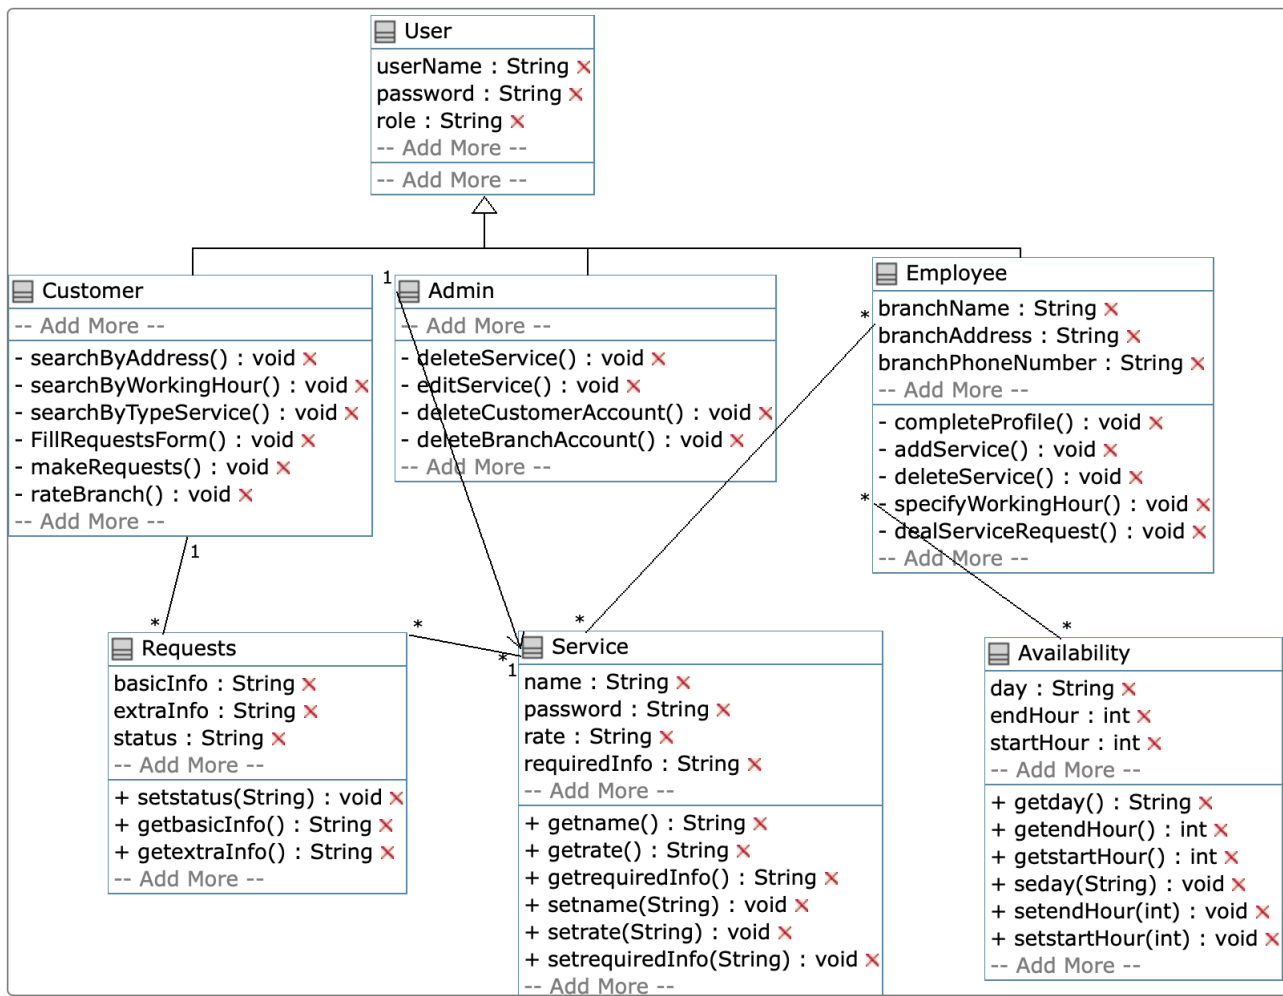 User
userName : String
password : String
role : String
-- Add More --
-- Add More --
Customer
-- Add More --
- searchByAddress() : void
- searchByWorkingHour() : void
- searchByTypeService() : void
- FillRequestsForm() : void
- makeRequests() : void
- rateBranch() : void
-- Add More --
1
*
1
Admin
-- Add More --
- deleteService() : void
- editService() : void
- deleteCustomerAccount() : void
- deleteBranchAccount() : void
-- Add More --
Employee
branchName : String
branchAddress : String
branchPhoneNumber : String
-- Add More --
- completeProfile() : void
- addService() : void
- deleteService() : void
- specifyWorkingHour() : void
- dealServiceRequest() : void
-- Add More --
*
*
*
*
Requests
basicInfo : String
extraInfo : String
status : String
-- Add More --
+ setstatus(String) : void
+ getbasicInfo() : String
+ getextraInfo() : String
-- Add More --
*
*
1
Service
name : String
password : String
rate : String
requiredInfo : String
-- Add More --
+ getname() : String
+ getrate() : String
+ getrequiredInfo() : String
+ setname(String) : void
+ setrate(String) : void
+ setrequiredInfo(String) : void
-- Add More --
Availability
day : String
endHour : int
startHour : int
-- Add More --
+ getday() : String
+ getendHour() : int
+ getstartHour() : int
+ seday(String) : void
+ setendHour(int) : void
+ setstartHour(int) : void
-- Add More --